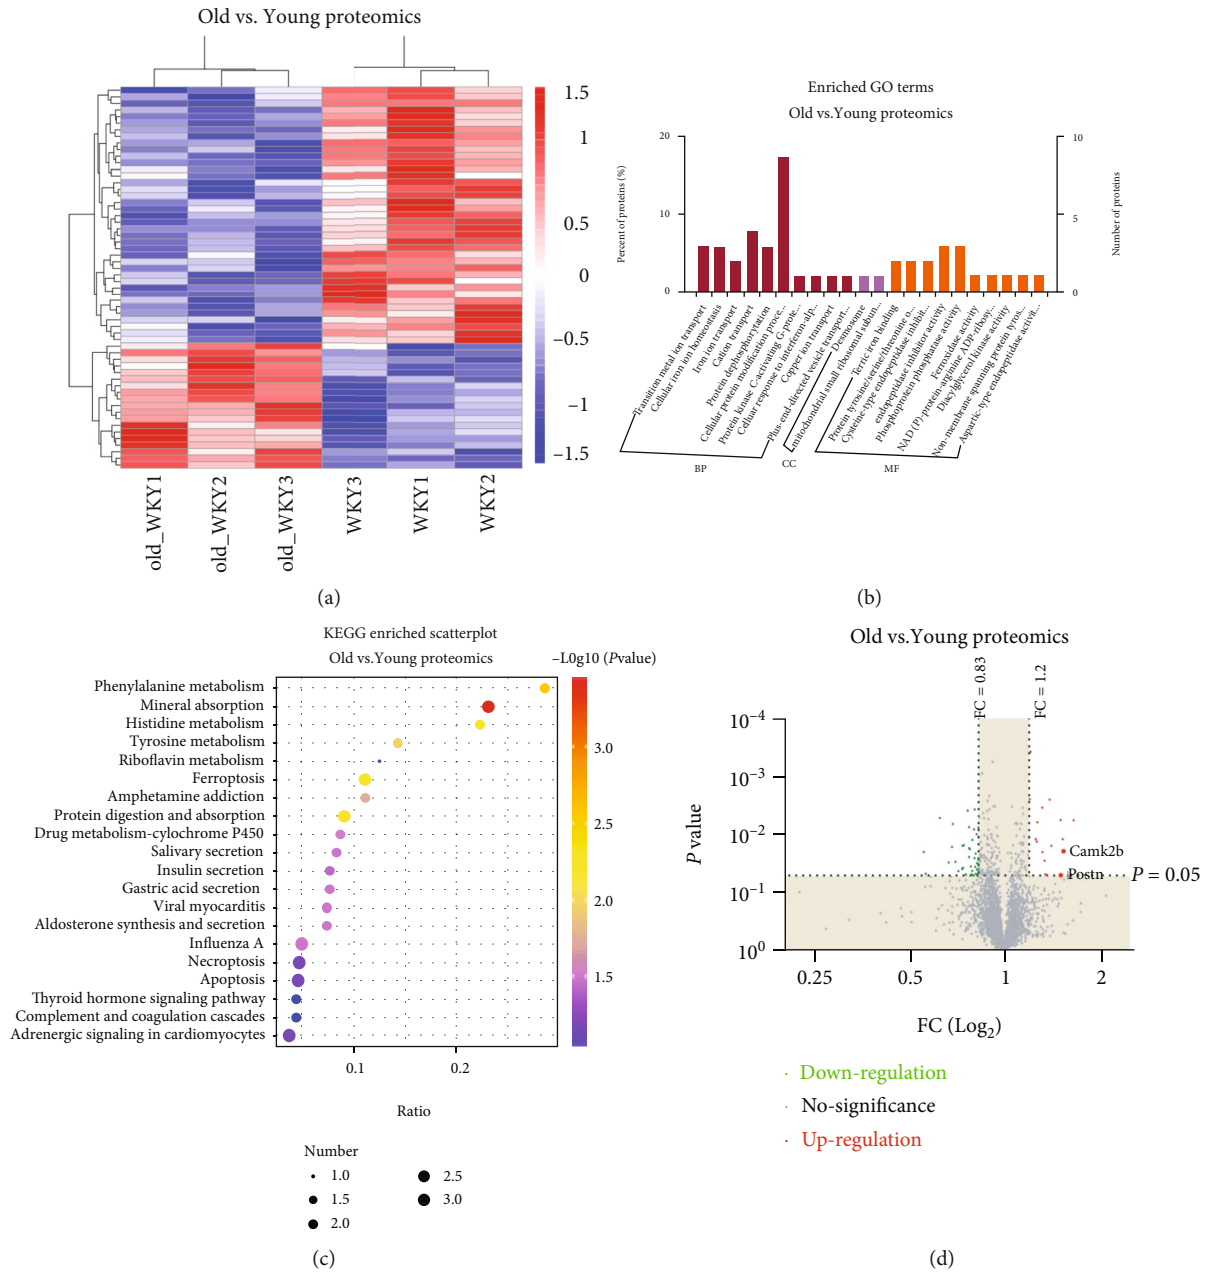 Old vs. Young proteomics
1.5
1
0.5
0
−0.5
−1
−1.5
old_WKY1
old_WKY2
old_WKY3
WKY3
WKY1
WKY2
(a)
Enriched GO terms
Old vs.Young proteomics
Percent of proteins (%)
20
10
0
10
5
0
Number of proteins
Transition metal ion transport
Cellular iron ion homeostasis
Iron ion transport
Cation transport
Protein dephosphorylation
Cellular protein modification proce...
Protein kinase C-activating G-prote...
Celluar response to interferon-alp...
Copper ion transport
Plus-end-directed vesicle transport...
Desmosome
mitochondrial small ribosomal subun...
Terric iron binding
Protein tyrosine/serine/threonine o...
Cysteine-type endopeptidase inhibit...
endopeptidase inhibitor activity
Phosphoprotein phosphatase activity
Ferroxidase activity
NAD (P)-protein-arginine ADP-ribosy...
Diacylglycerol kinase activity
Non-membrane spanning protein tyros...
Aspartic-type endopeptidase activit...
BP
CC
MF
(b)
KEGG enriched scatterplot
Old vs.Young proteomics
−L0g10 (Pvalue)
Phenylalanine metabolism
Mineral absorption
Histidine metabolism
Tyrosine metabolism
Riboflavin metabolism
Ferroptosis
Amphetamine addiction
Protein digestion and absorption
Drug metabolism-cylochrome P450
Salivary secretion
Insulin secretion
Gastric acid secretion
Viral myocarditis
Aldosterone synthesis and secretion
Influenza A
Necroptosis
Apoptosis
Thyroid hormone signaling pathway
Complement and coagulation cascades
Adrenergic signaling in cardiomyocytes
3.0
2.5
2.0
1.5
0.1
0.2
Ratio
Number
1.0
1.5
2.0
2.5
3.0
(c)
Old vs.Young proteomics
FC = 0.83
FC = 1.2
P value
10⁻⁴
10⁻³
10⁻²
10⁻¹
10⁰
Camk2b
Postn
P = 0.05
0.25
0.5
1
2
FC (Log₂)
Down-regulation
No-significance
Up-regulation
(d)